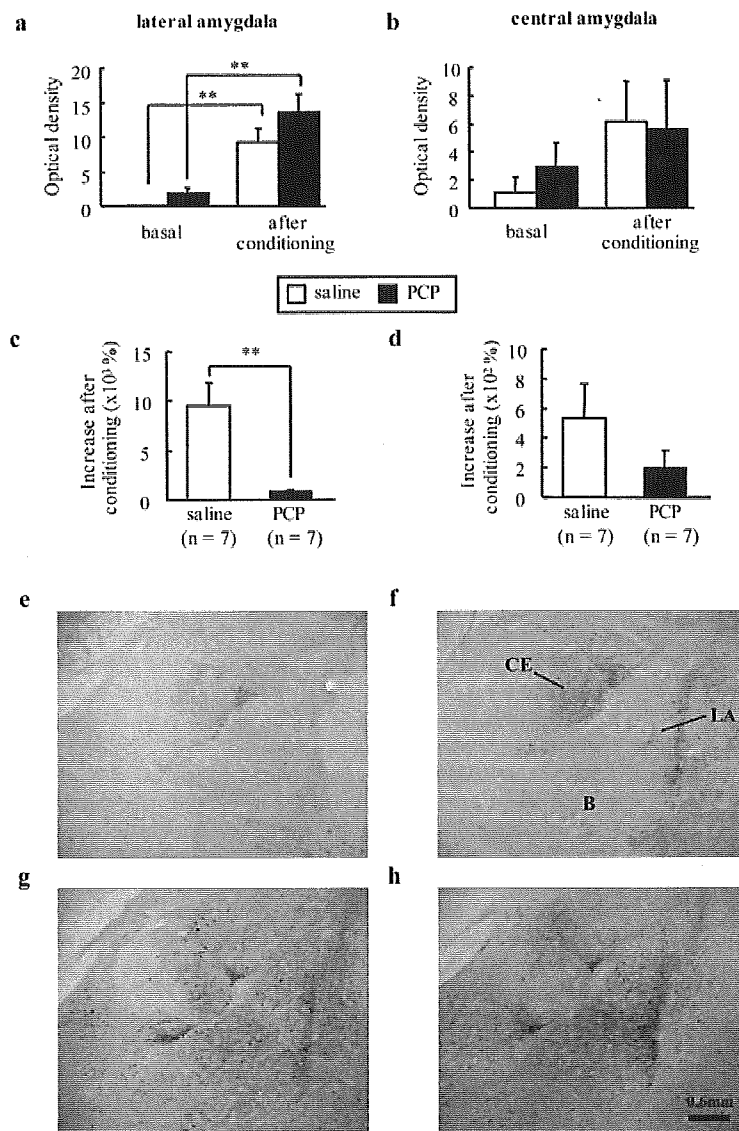 a lateral amygdala
b central amygdala
Optical density
20
15
10
5
0
**
**
basal
after
conditioning
Optical density
10
8
6
4
2
0
basal
after
conditioning
saline PCP
c
Increase after
conditioning (x10³ %)
15
10
5
0
**
saline PCP
(n = 7) (n = 7)
d
Increase after
conditioning (x10² %)
10
8
6
4
2
0
saline PCP
(n = 7) (n = 7)
e
f
CE
LA
B
g
h
0.5mm